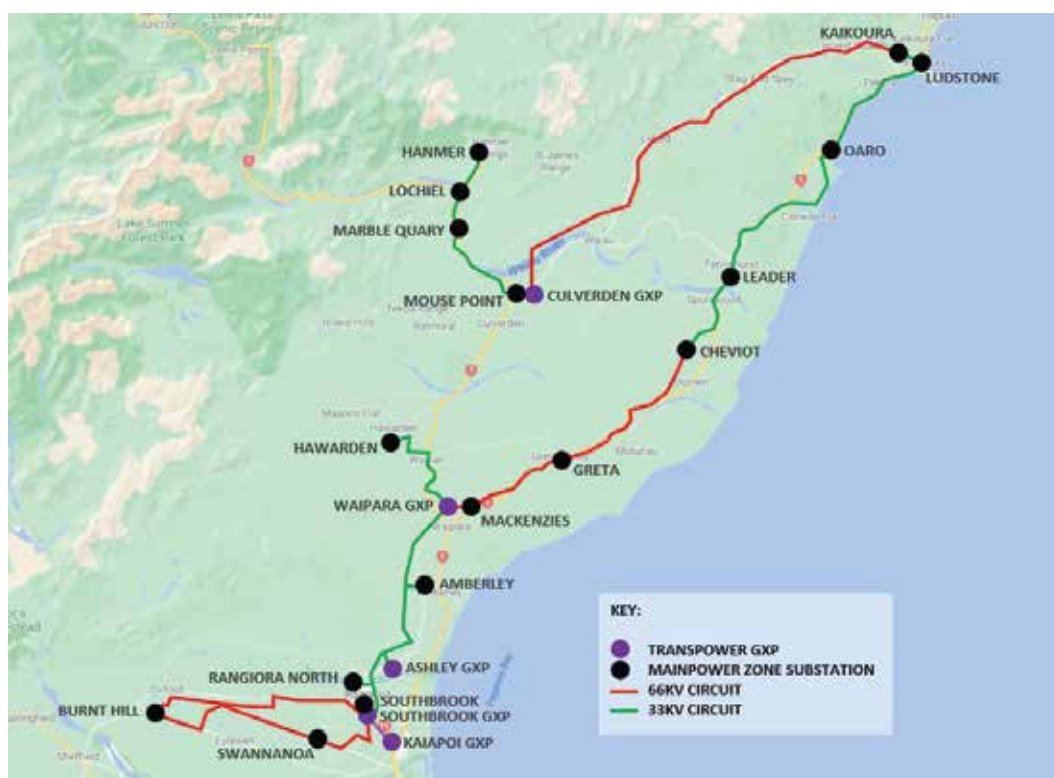 KAIKOURA
LUDSTONE
HANMER
OARO
LOCHIEL
MARBLE QUARY
LEADER
MOUSE POINT
CULVERDEN GXP
Culverden
CHEVIOT
HAWARDEN
Hawarden
GRETA
WAIPARA GXP
MACKENZIES
AMBERLEY
KEY:
TRANSPOWER GXP
MAINPOWER ZONE SUBSTATION
66KV CIRCUIT
33KV CIRCUIT
ASHLEY GXP
RANGIORA NORTH
SOUTHBROOK
SOUTHBROOK GXP
BURNT HILL
KAIAPOI GXP
SWANNANOA